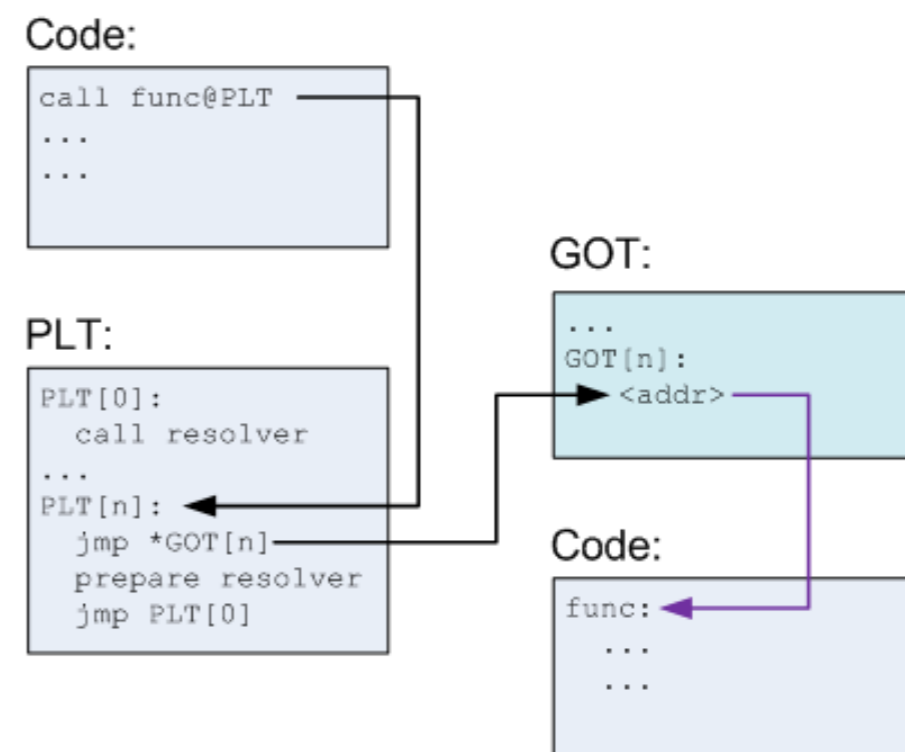 Code:
call func@PLT
...
...
PLT:
PLT[0]:
call resolver
...
PLT[n]:
jmp *GOT[n]
prepare resolver
jmp PLT[0]
GOT:
...
GOT[n]:
<addr>
Code:
func:
...
...